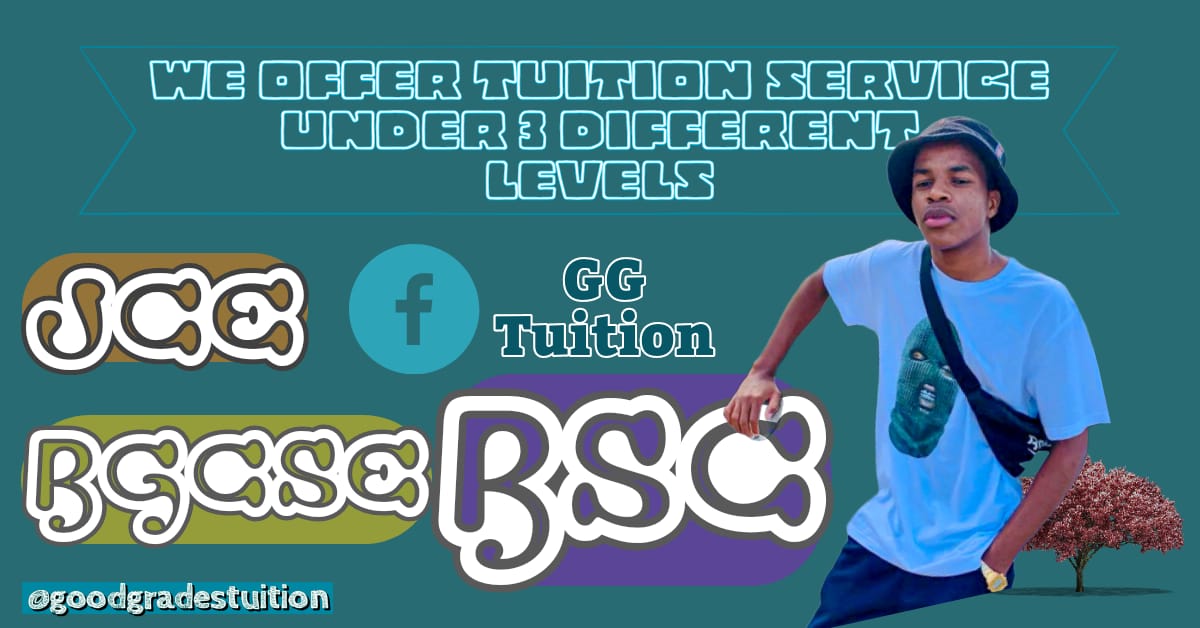 WE OFFER TUITION SERVICE
UNDER 3 DIFFERENT
LEVELS
JCE
f
GG
Tuition
BGCSE
BSC
@goodgradestuition